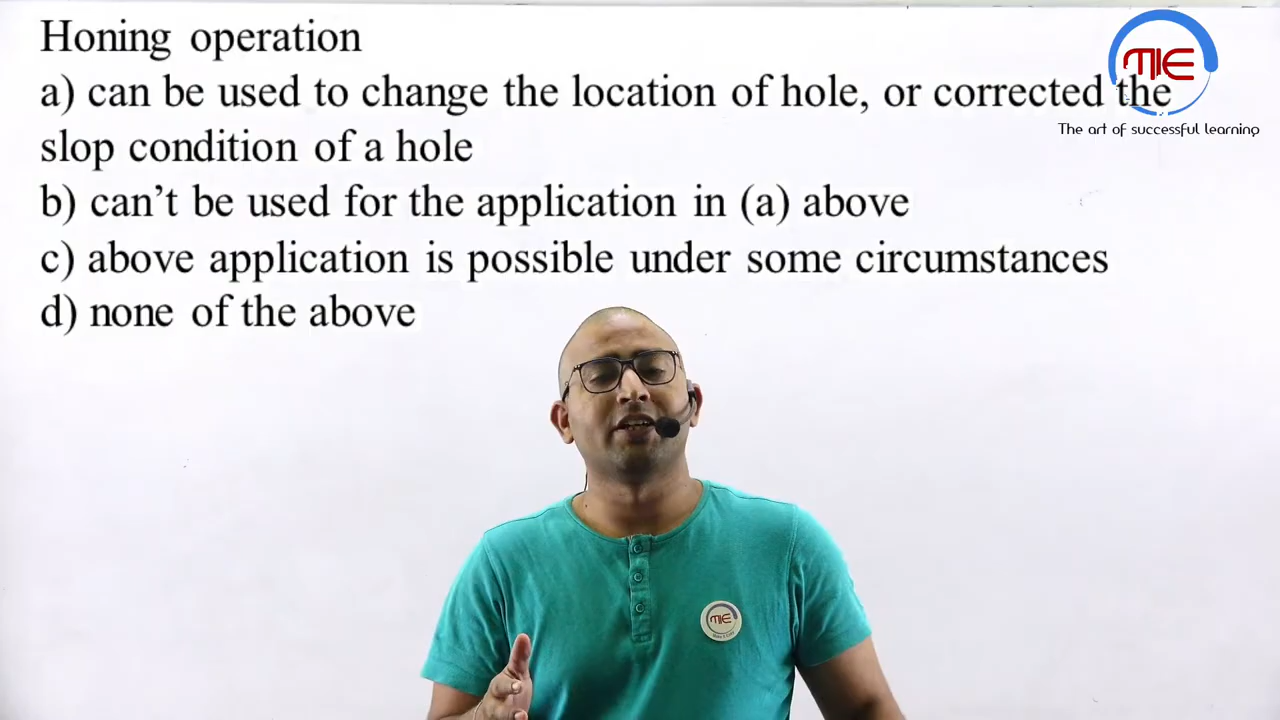 Honing operation
a) can be used to change the location of hole, or corrected the
slop condition of a hole
b) can’t be used for the application in (a) above
c) above application is possible under some circumstances
d) none of the above
MIE
The art of successful learning
MIE